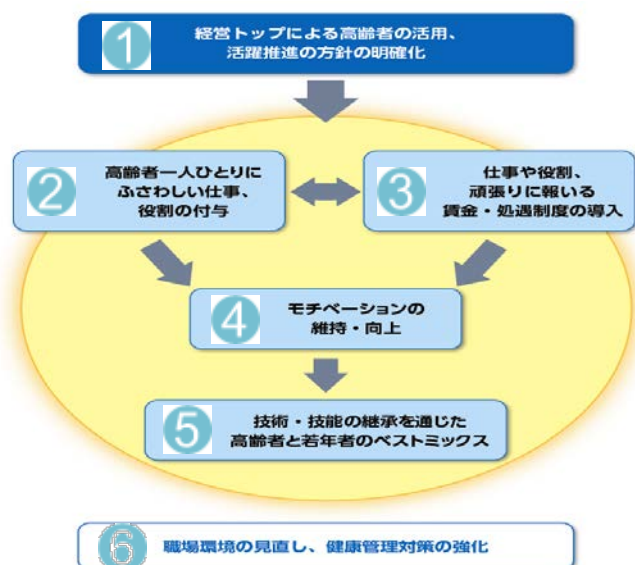 1
経営トップによる高齢者の活用、
活躍推進の方針の明確化
2
高齢者一人ひとりに
ふさわしい仕事、
役割の付与
3
仕事や役割、
頑張りに報いる
賃金・処遇制度の導入
4
モチベーションの
維持・向上
5
技術・技能の継承を通じた
高齢者と若年者のベストミックス
6
職場環境の見直し、健康管理対策の強化